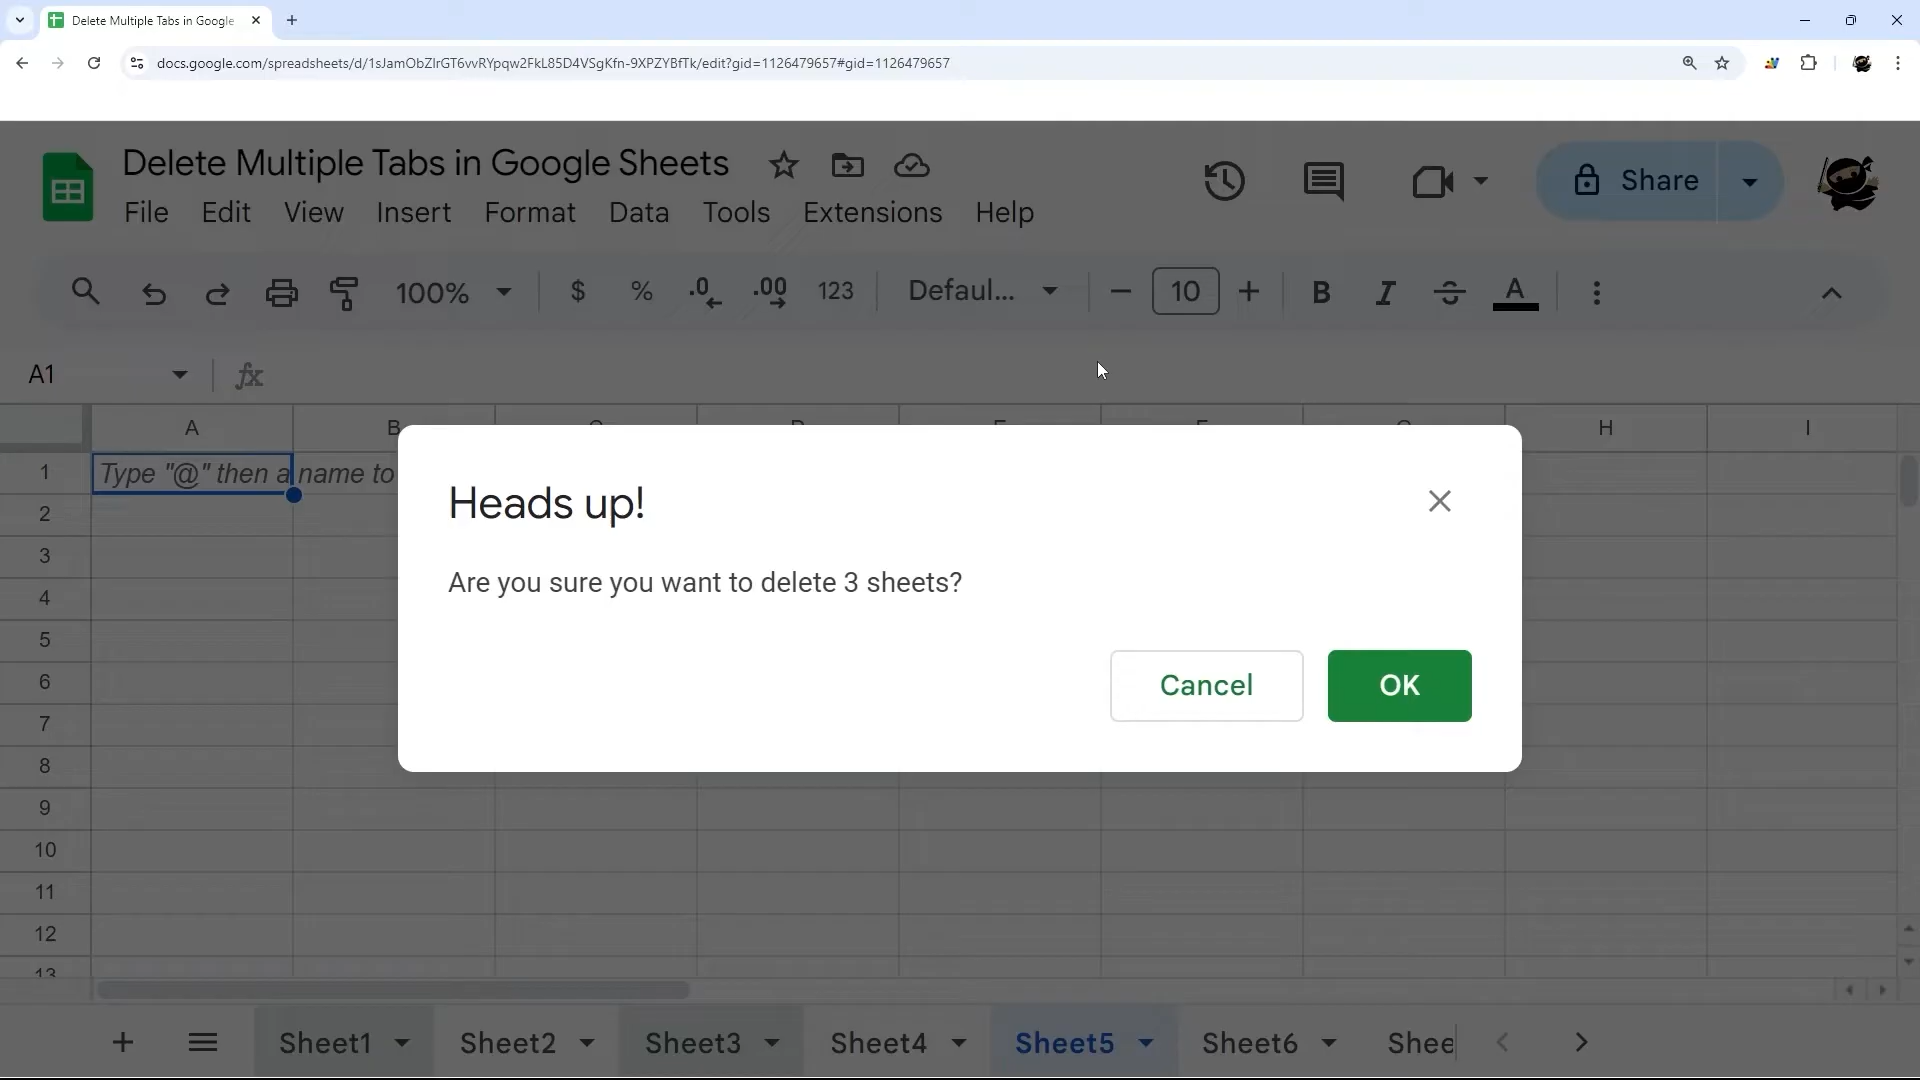 Delete Multiple Tabs in Google
docs.google.com/spreadsheets/d/1sJamObZIrGT6vvRYpqw2FkL85D4VSgKfn-9XPZYBfTk/edit?gid=1126479657#gid=1126479657
Delete Multiple Tabs in Google Sheets
File Edit View Insert Format Data Tools Extensions Help
Share
100% $ % .0 .00 123 Defaul... 10 B I S A
A1 fx
A B H I
1 Type "@" then a name to
2
3
4
5
6
7
8
9
10
11
12
13
Heads up!
Are you sure you want to delete 3 sheets?
Cancel OK
Sheet1 Sheet2 Sheet3 Sheet4 Sheet5 Sheet6 Shee